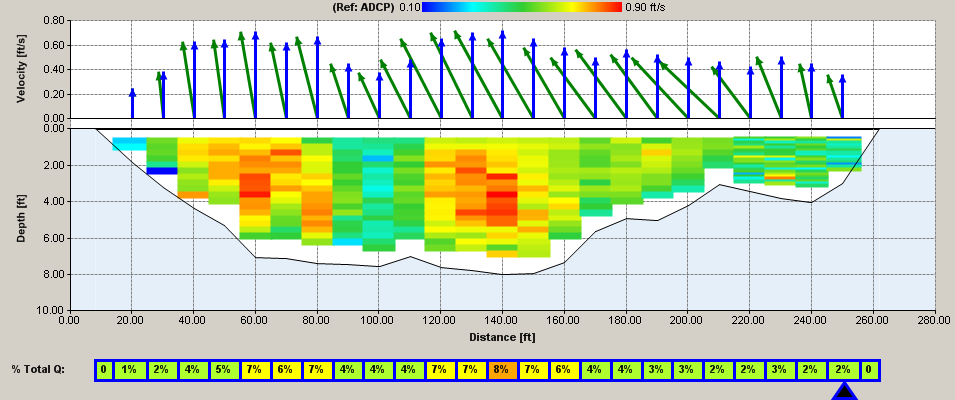 (Ref: ADCP) 0.10 0.90 ft/s
Velocity [ft/s]
0.80
0.60
0.40
0.20
0.00
Depth [ft]
0.00
2.00
4.00
6.00
8.00
10.00
0.00 20.00 40.00 60.00 80.00 100.00 120.00 140.00 160.00 180.00 200.00 220.00 240.00 260.00 280.00
Distance [ft]
% Total Q: 0 1% 2% 4% 5% 7% 6% 7% 4% 4% 4% 7% 7% 8% 7% 6% 4% 4% 3% 3% 2% 2% 3% 2% 2% 0